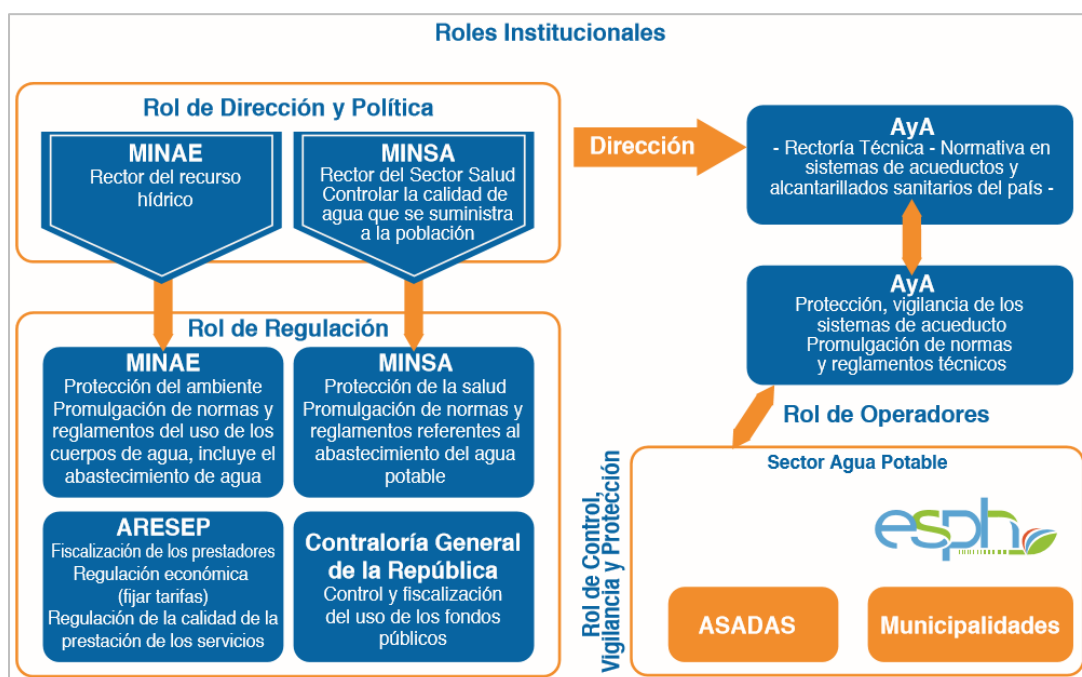 Roles Institucionales
Rol de Dirección y Política
MINAE
Rector del recurso
hídrico
MINSA
Rector del Sector Salud
Controlar la calidad de
agua que se suministra
a la población
Dirección
AyA
- Rectoría Técnica - Normativa en
sistemas de acueductos y
alcantarillados sanitarios del país -
AyA
Protección, vigilancia de los
sistemas de acueducto
Promulgación de normas
y reglamentos técnicos
Rol de Regulación
MINAE
Protección del ambiente
Promulgación de normas y
reglamentos del uso de los
cuerpos de agua, incluye el
abastecimiento de agua
MINSA
Protección de la salud
Promulgación de normas y
reglamentos referentes al
abastecimiento del agua
potable
ARESEP
Fiscalización de los prestadores
Regulación económica
(fijar tarifas)
Regulación de la calidad de la
prestación de los servicios
Contraloría General
de la República
Control y fiscalización
del uso de los fondos
públicos
Rol de Operadores
Rol de Control,
Vigilancia y Protección
Sector Agua Potable
esph
ASADAS
Municipalidades